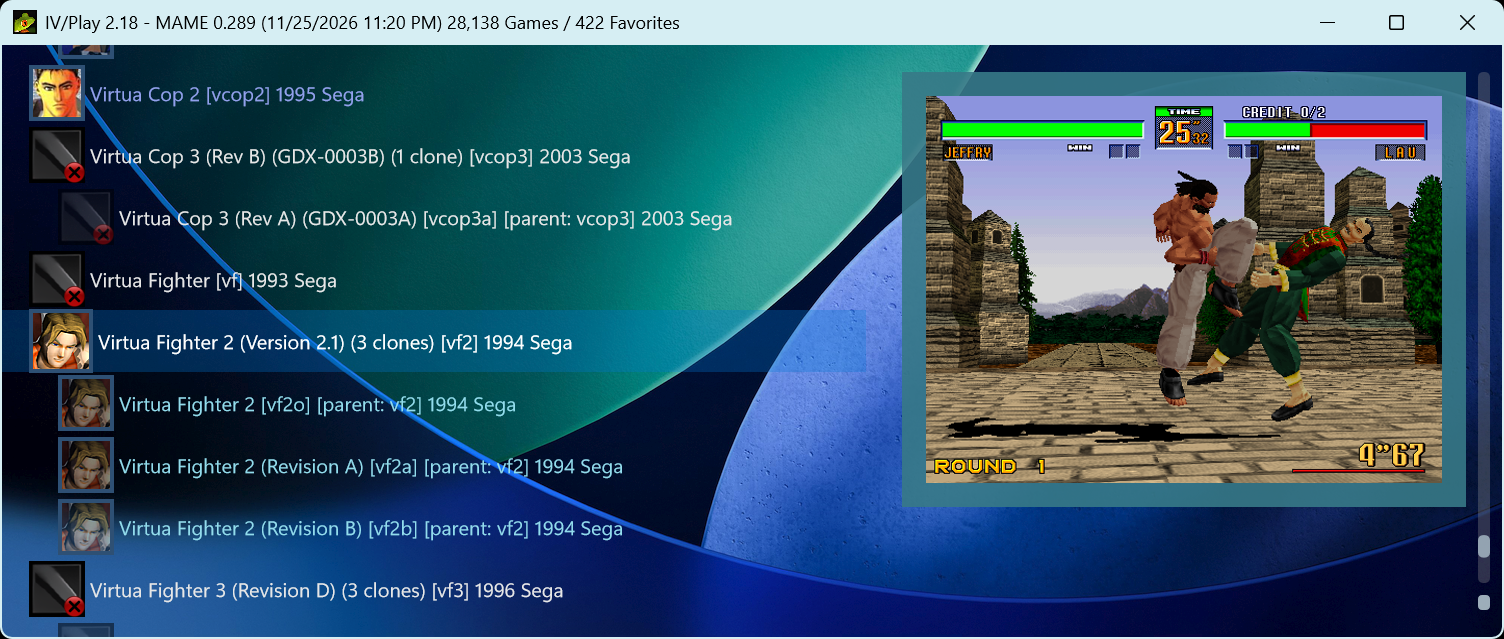 IV/Play 2.18 - MAME 0.289 (11/25/2026 11:20 PM) 28,138 Games / 422 Favorites
Virtua Cop 2 [vcop2] 1995 Sega
Virtua Cop 3 (Rev B) (GDX-0003B) (1 clone) [vcop3] 2003 Sega
Virtua Cop 3 (Rev A) (GDX-0003A) [vcop3a] [parent: vcop3] 2003 Sega
Virtua Fighter [vf] 1993 Sega
Virtua Fighter 2 (Version 2.1) (3 clones) [vf2] 1994 Sega
Virtua Fighter 2 [vf2o] [parent: vf2] 1994 Sega
Virtua Fighter 2 (Revision A) [vf2a] [parent: vf2] 1994 Sega
Virtua Fighter 2 (Revision B) [vf2b] [parent: vf2] 1994 Sega
Virtua Fighter 3 (Revision D) (3 clones) [vf3] 1996 Sega
TIME
CREDIT 0/2
25"32
JEFFRY
WIN
WIN
LAU
ROUND 1
4"67